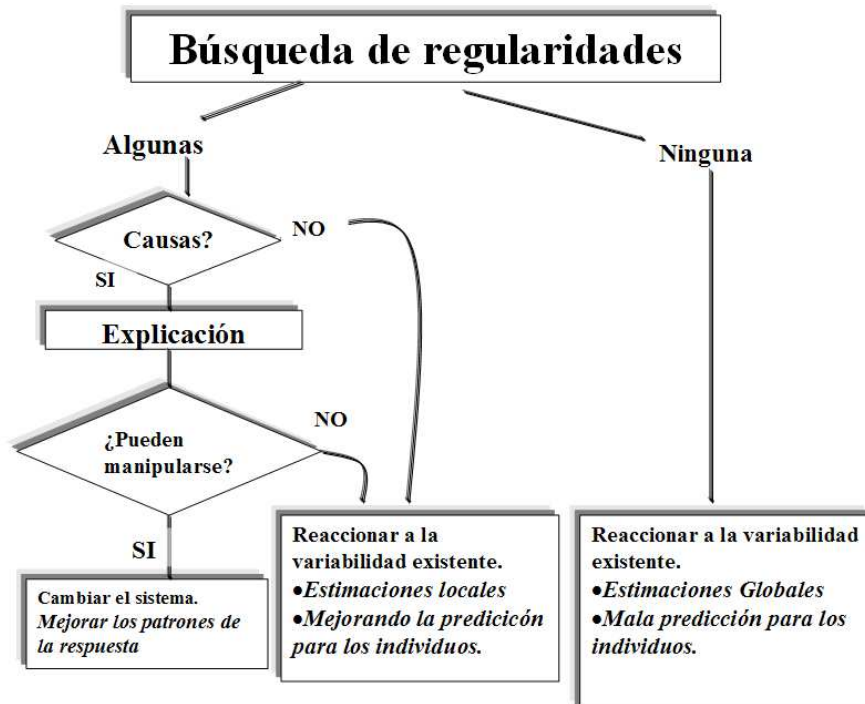 Búsqueda de regularidades
Algunas
Ninguna
Causas?
NO
SI
Explicación
¿Pueden
manipularse?
NO
SI
Cambiar el sistema.
Mejorar los patrones de
la respuesta
Reaccionar a la
variabilidad existente.
•Estimaciones locales
•Mejorando la predicicón
para los individuos.
Reaccionar a la variabilidad
existente.
•Estimaciones Globales
•Mala predicción para los
individuos.